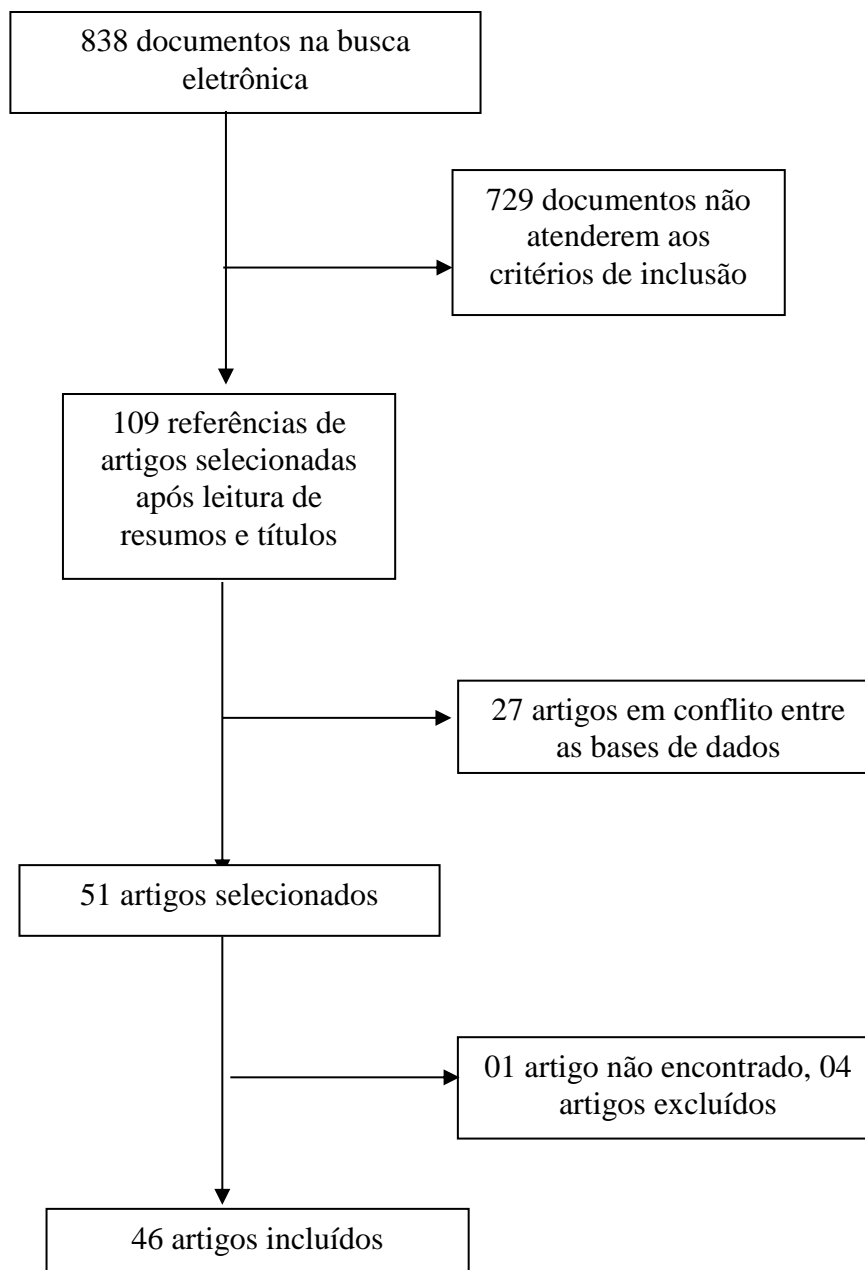 838 documentos na busca
eletrônica
729 documentos não
atenderem aos
critérios de inclusão
109 referências de
artigos selecionadas
após leitura de
resumos e títulos
27 artigos em conflito entre
as bases de dados
51 artigos selecionados
01 artigo não encontrado, 04
artigos excluídos
46 artigos incluídos